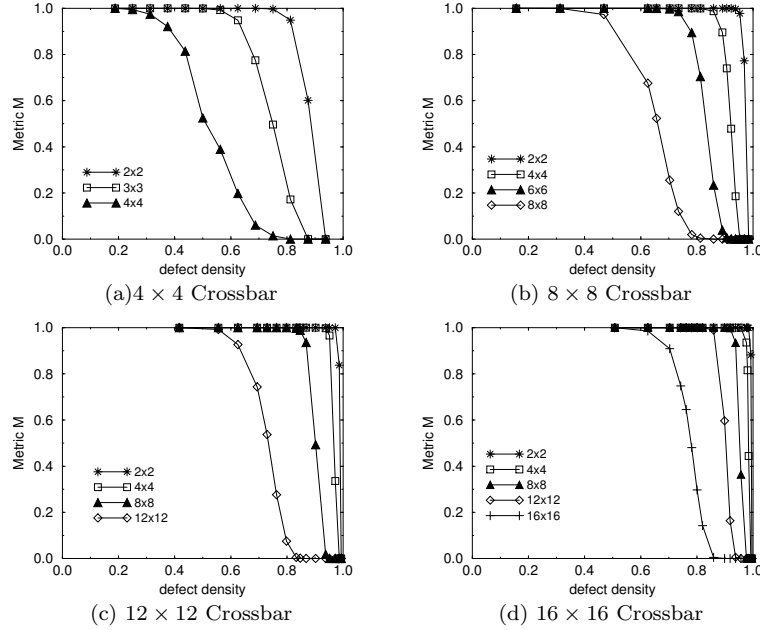 1.0
0.8
0.6
0.4
0.2
0.0
Metric M
2x2
3x3
4x4
0.0 0.2 0.4 0.6 0.8 1.0
defect density
(a)4 × 4 Crossbar
1.0
0.8
0.6
0.4
0.2
0.0
Metric M
2x2
4x4
6x6
8x8
0.0 0.2 0.4 0.6 0.8 1.0
defect density
(b) 8 × 8 Crossbar
1.0
0.8
0.6
0.4
0.2
0.0
Metric M
2x2
4x4
8x8
12x12
0.0 0.2 0.4 0.6 0.8 1.0
defect density
(c) 12 × 12 Crossbar
1.0
0.8
0.6
0.4
0.2
0.0
Metric M
2x2
4x4
8x8
12x12
16x16
0.0 0.2 0.4 0.6 0.8 1.0
defect density
(d) 16 × 16 Crossbar